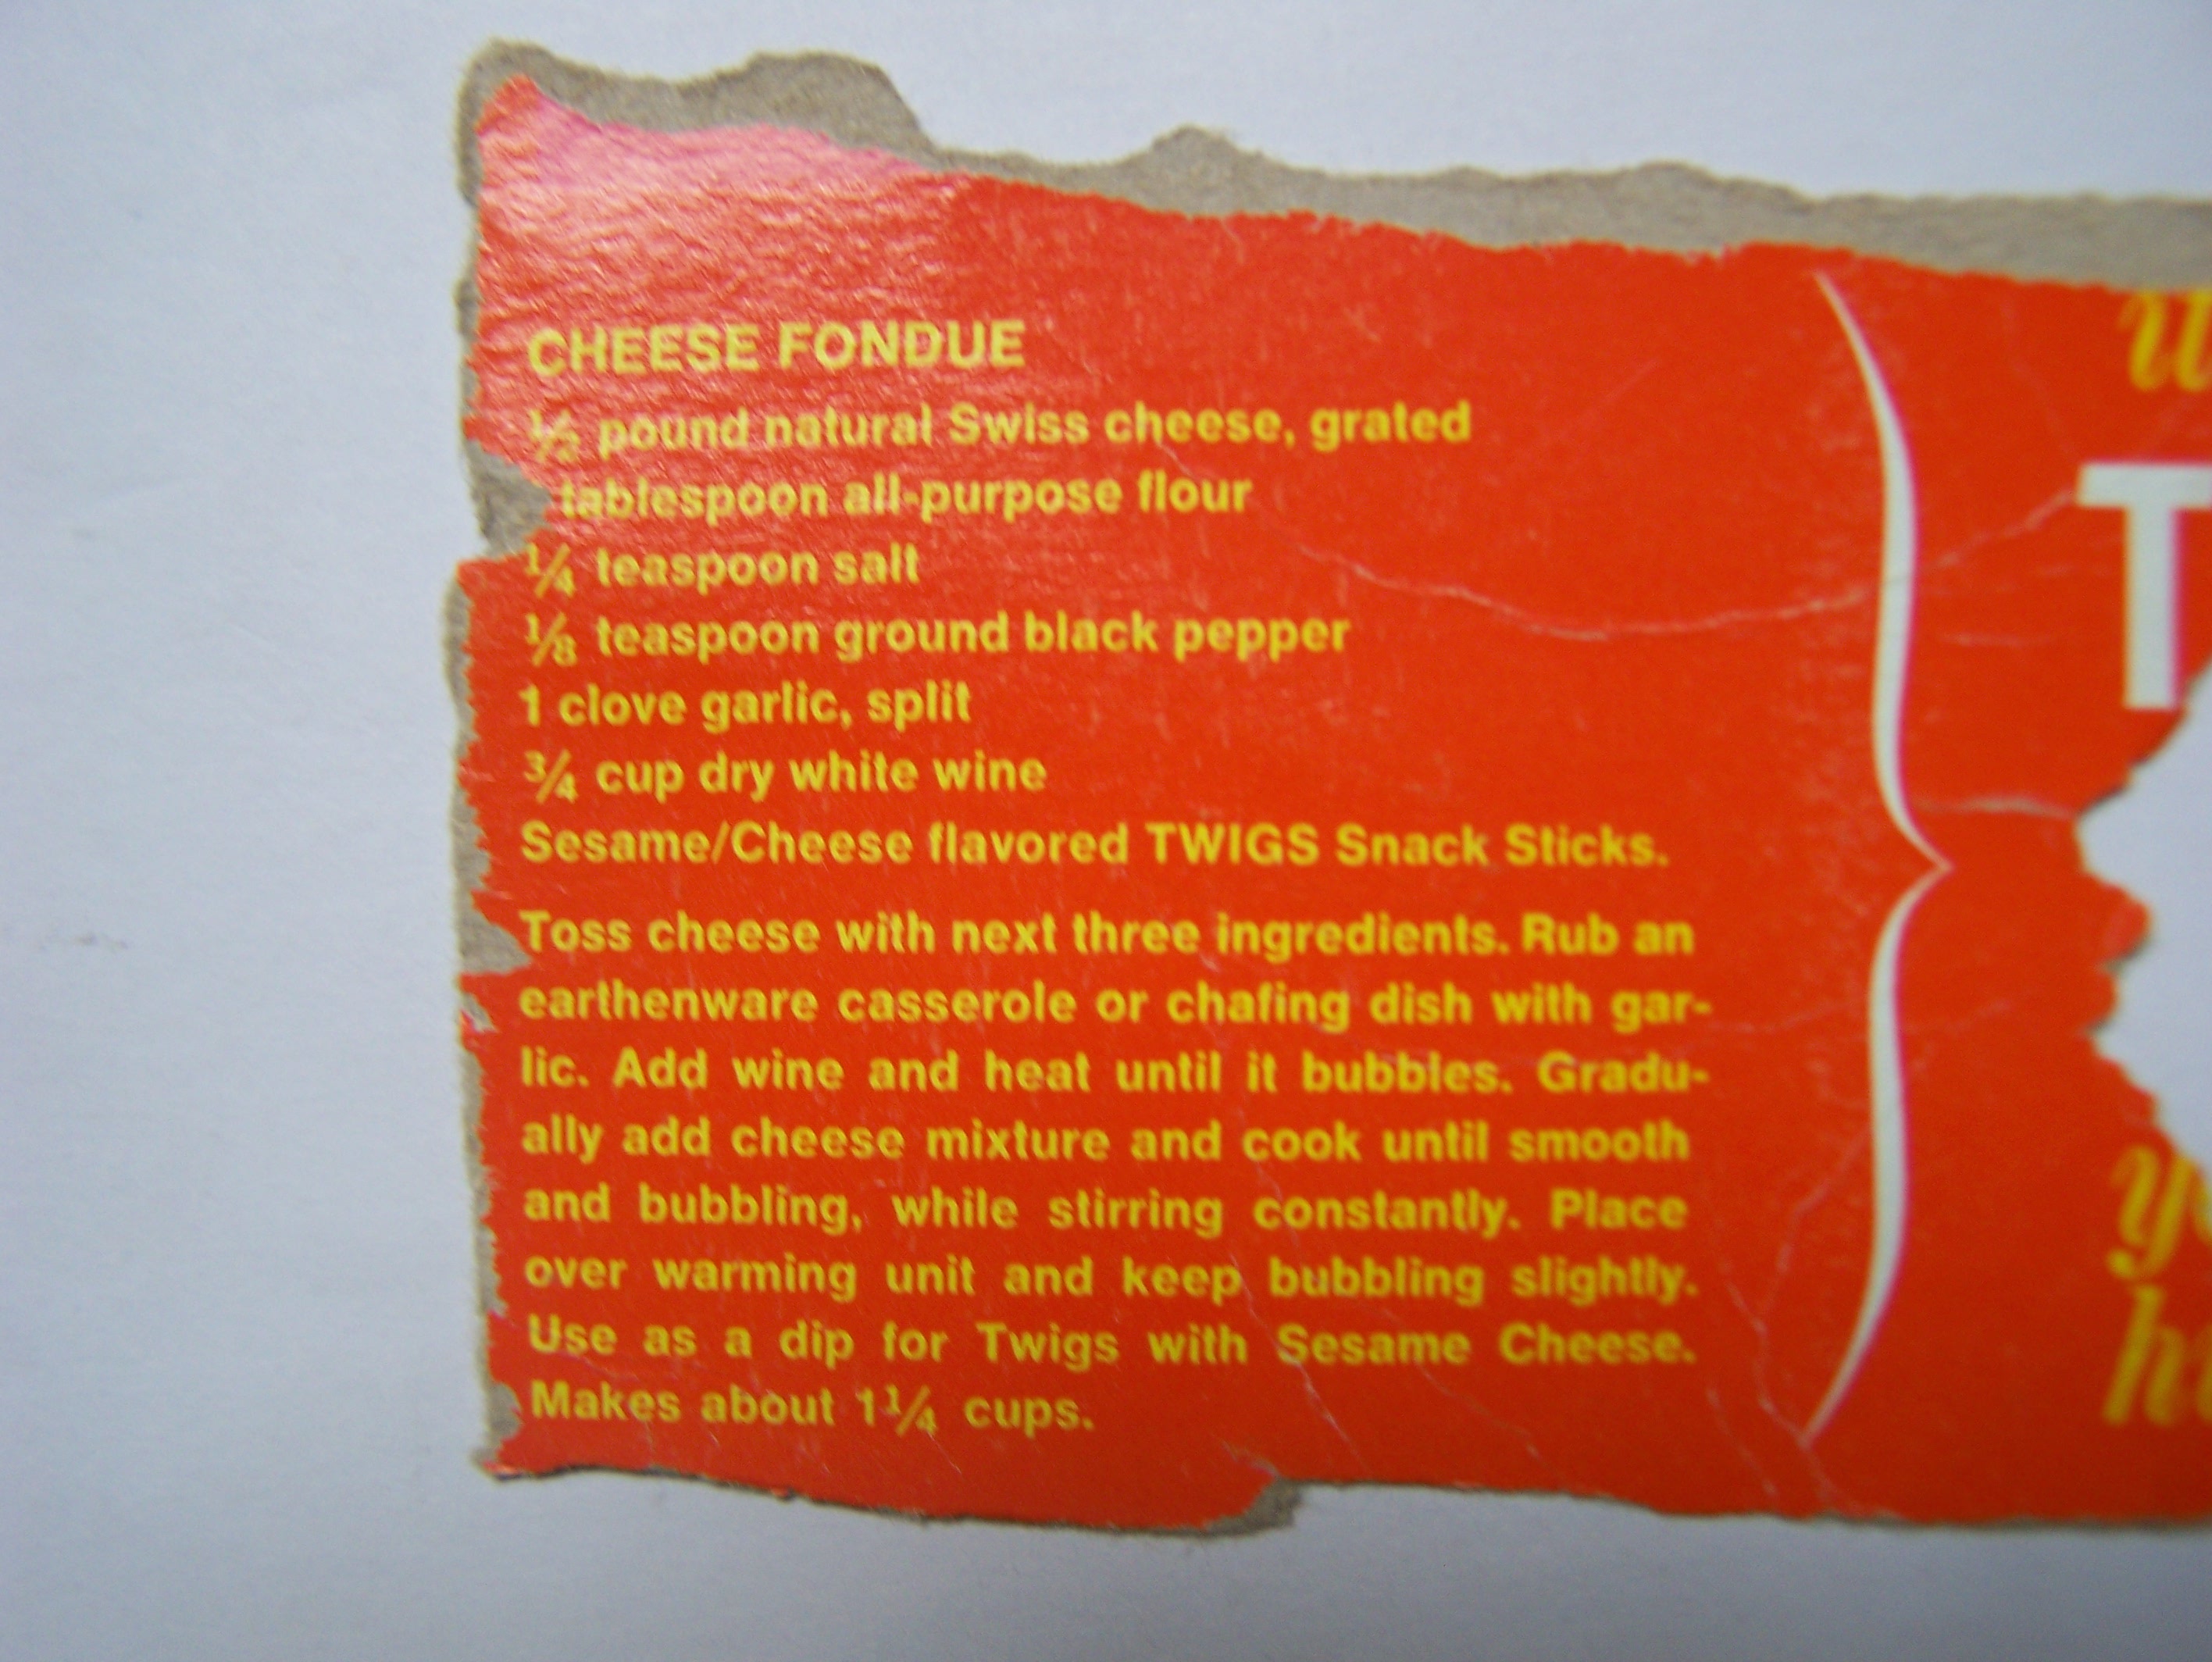 CHEESE FONDUE
½ pound natural Swiss cheese, grated
tablespoon all-purpose flour
¼ teaspoon salt
⅛ teaspoon ground black pepper
1 clove garlic, split
¾ cup dry white wine
Sesame/Cheese flavored TWIGS Snack Sticks.
Toss cheese with next three ingredients. Rub an
earthenware casserole or chafing dish with gar-
lic. Add wine and heat until it bubbles. Gradu-
ally add cheese mixture and cook until smooth
and bubbling, while stirring constantly. Place
over warming unit and keep bubbling slightly.
Use as a dip for Twigs with Sesame Cheese.
Makes about 1¼ cups.
T